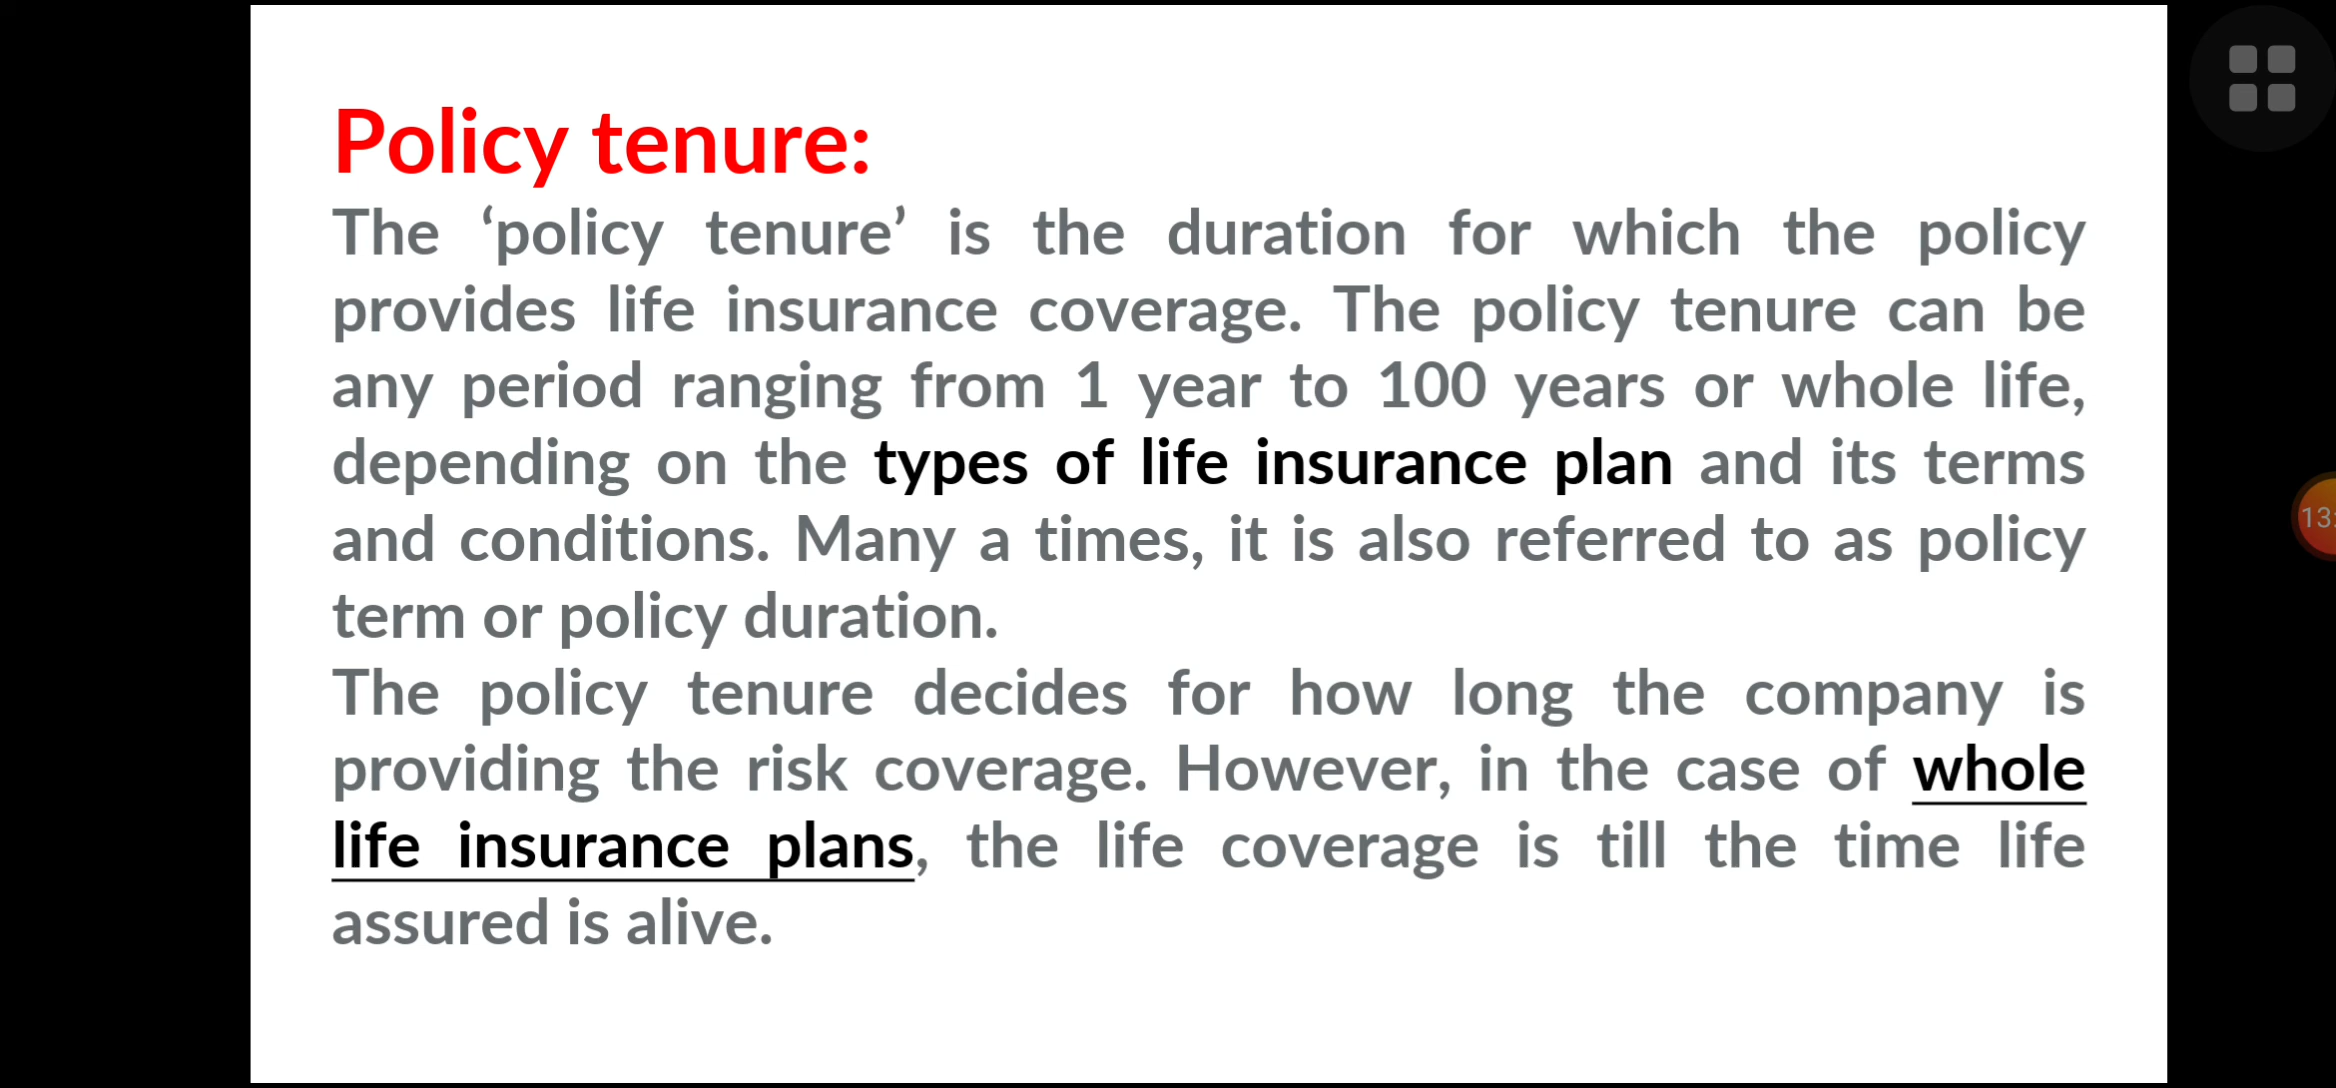 Policy tenure:
The ‘policy tenure’ is the duration for which the policy
provides life insurance coverage. The policy tenure can be
any period ranging from 1 year to 100 years or whole life,
depending on the types of life insurance plan and its terms
and conditions. Many a times, it is also referred to as policy
term or policy duration.
The policy tenure decides for how long the company is
providing the risk coverage. However, in the case of whole
life insurance plans, the life coverage is till the time life
assured is alive.
13: